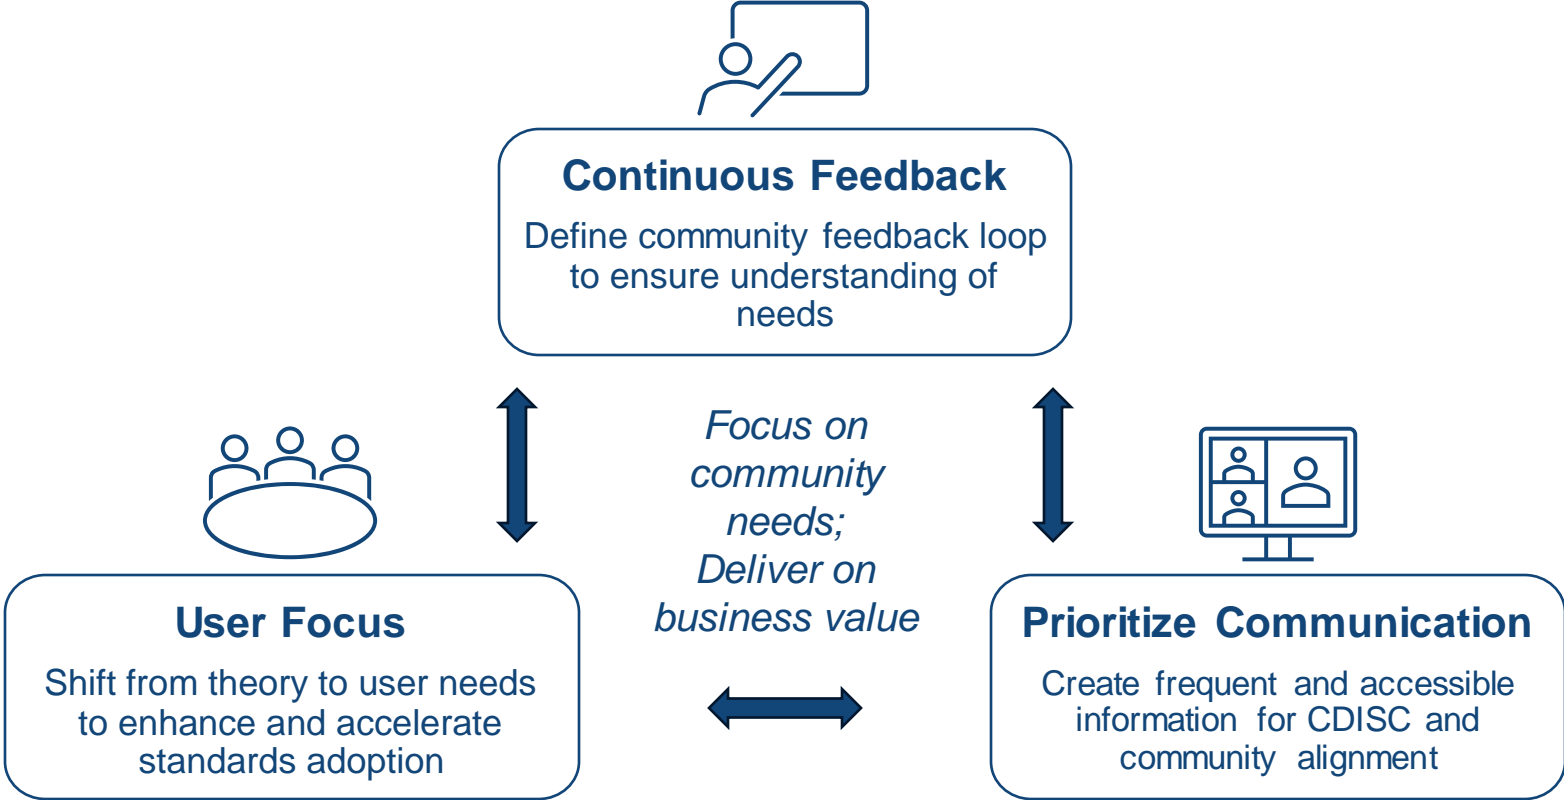 Continuous Feedback
Define community feedback loop
to ensure understanding of
needs
Focus on
community
needs;
Deliver on
business value
User Focus
Shift from theory to user needs
to enhance and accelerate
standards adoption
Prioritize Communication
Create frequent and accessible
information for CDISC and
community alignment